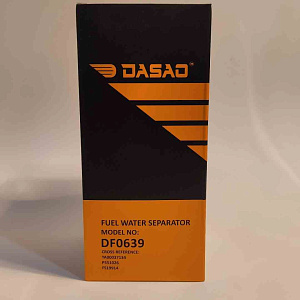 DASAO®
FUEL WATER SEPARATOR
MODEL NO:
DF0639
CROSS REFERENCE: